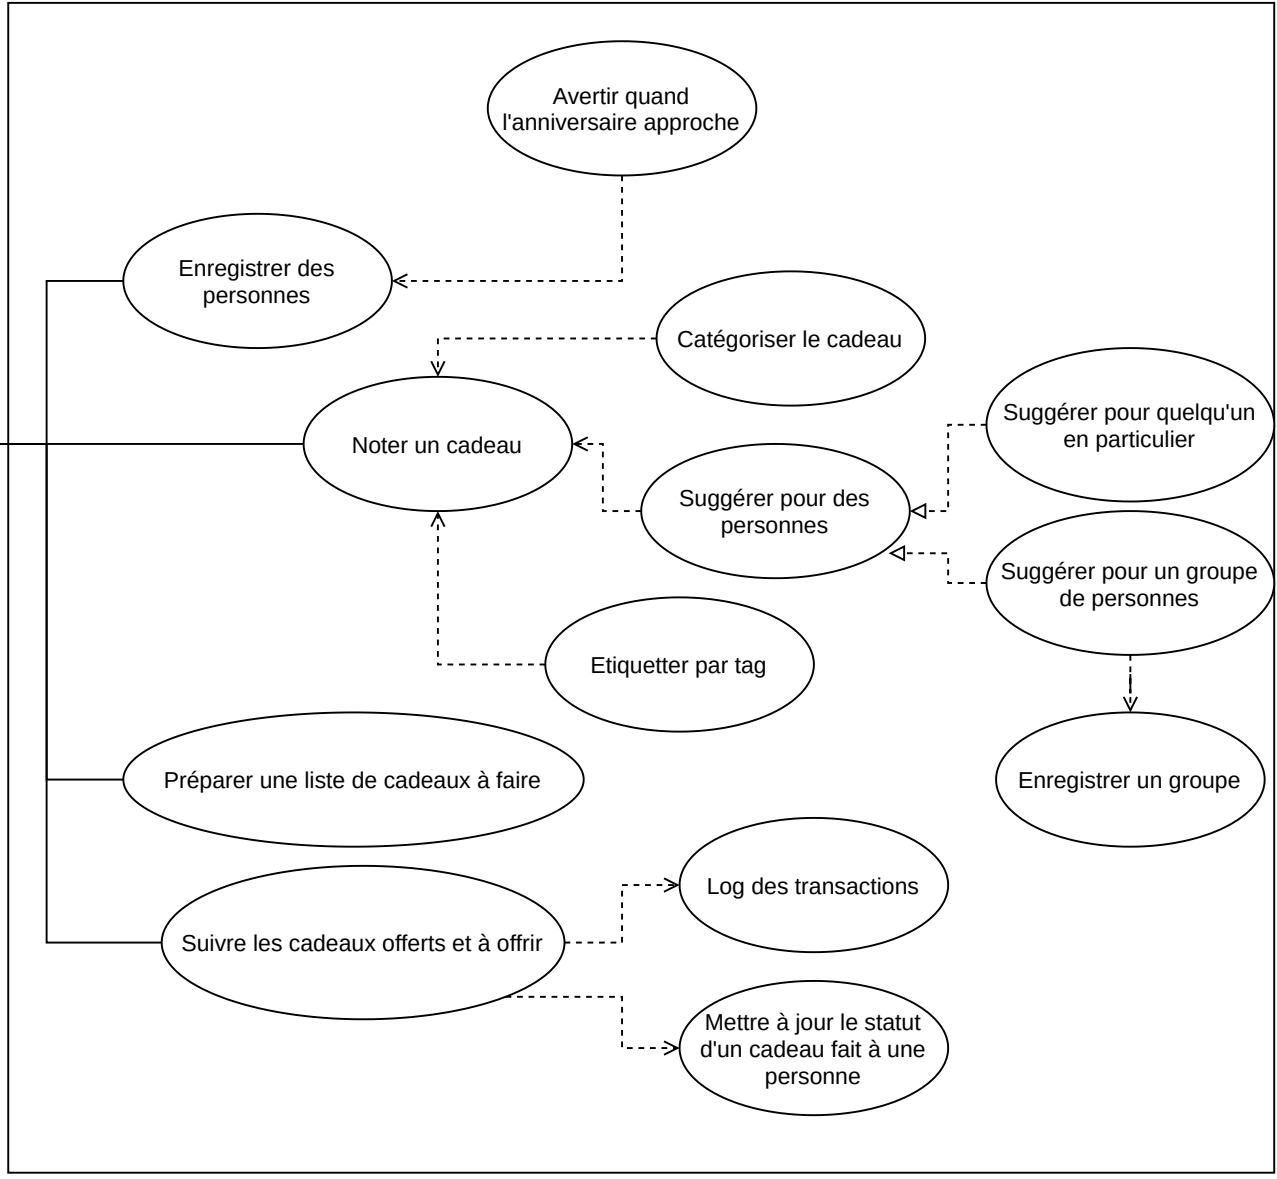 Avertir quand
l'anniversaire approche
Enregistrer des
personnes
Catégoriser le cadeau
Suggérer pour quelqu'un
en particulier
Noter un cadeau
Suggérer pour des
personnes
Suggérer pour un groupe
de personnes
Etiquetter par tag
Préparer une liste de cadeaux à faire
Enregistrer un groupe
Log des transactions
Suivre les cadeaux offerts et à offrir
Mettre à jour le statut
d'un cadeau fait à une
personne